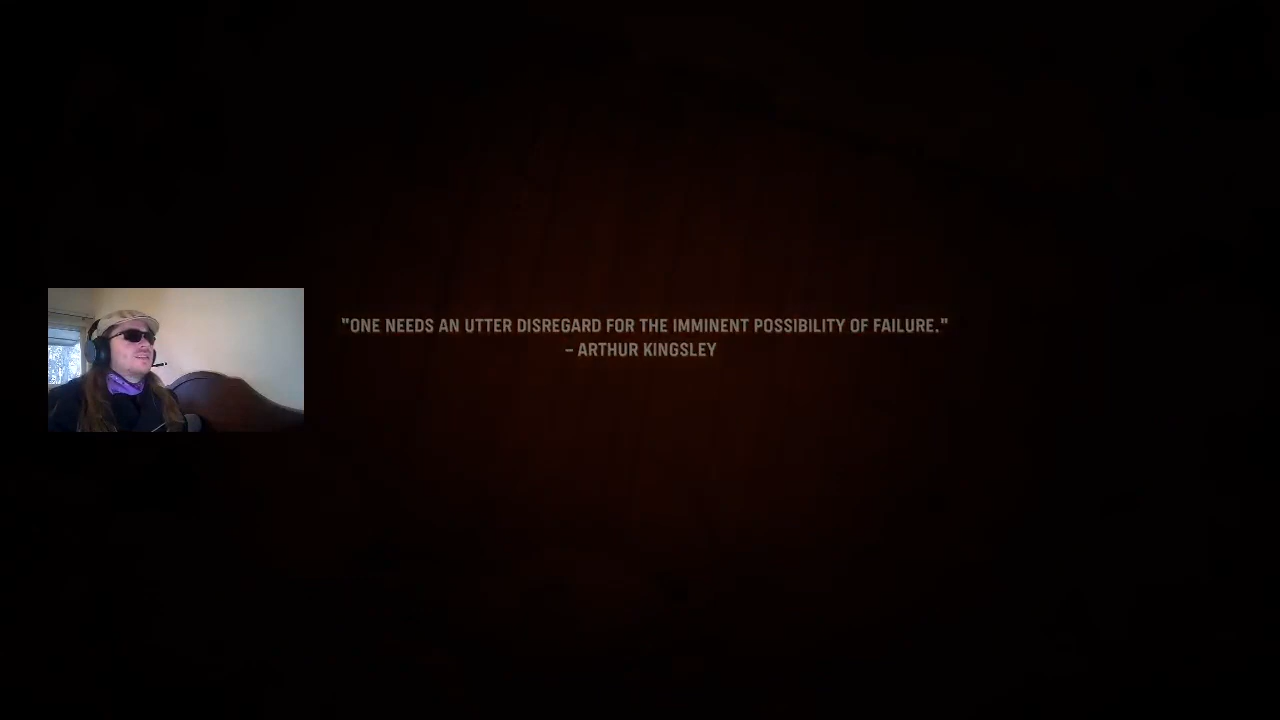 "ONE NEEDS AN UTTER DISREGARD FOR THE IMMINENT POSSIBILITY OF FAILURE."
– ARTHUR KINGSLEY